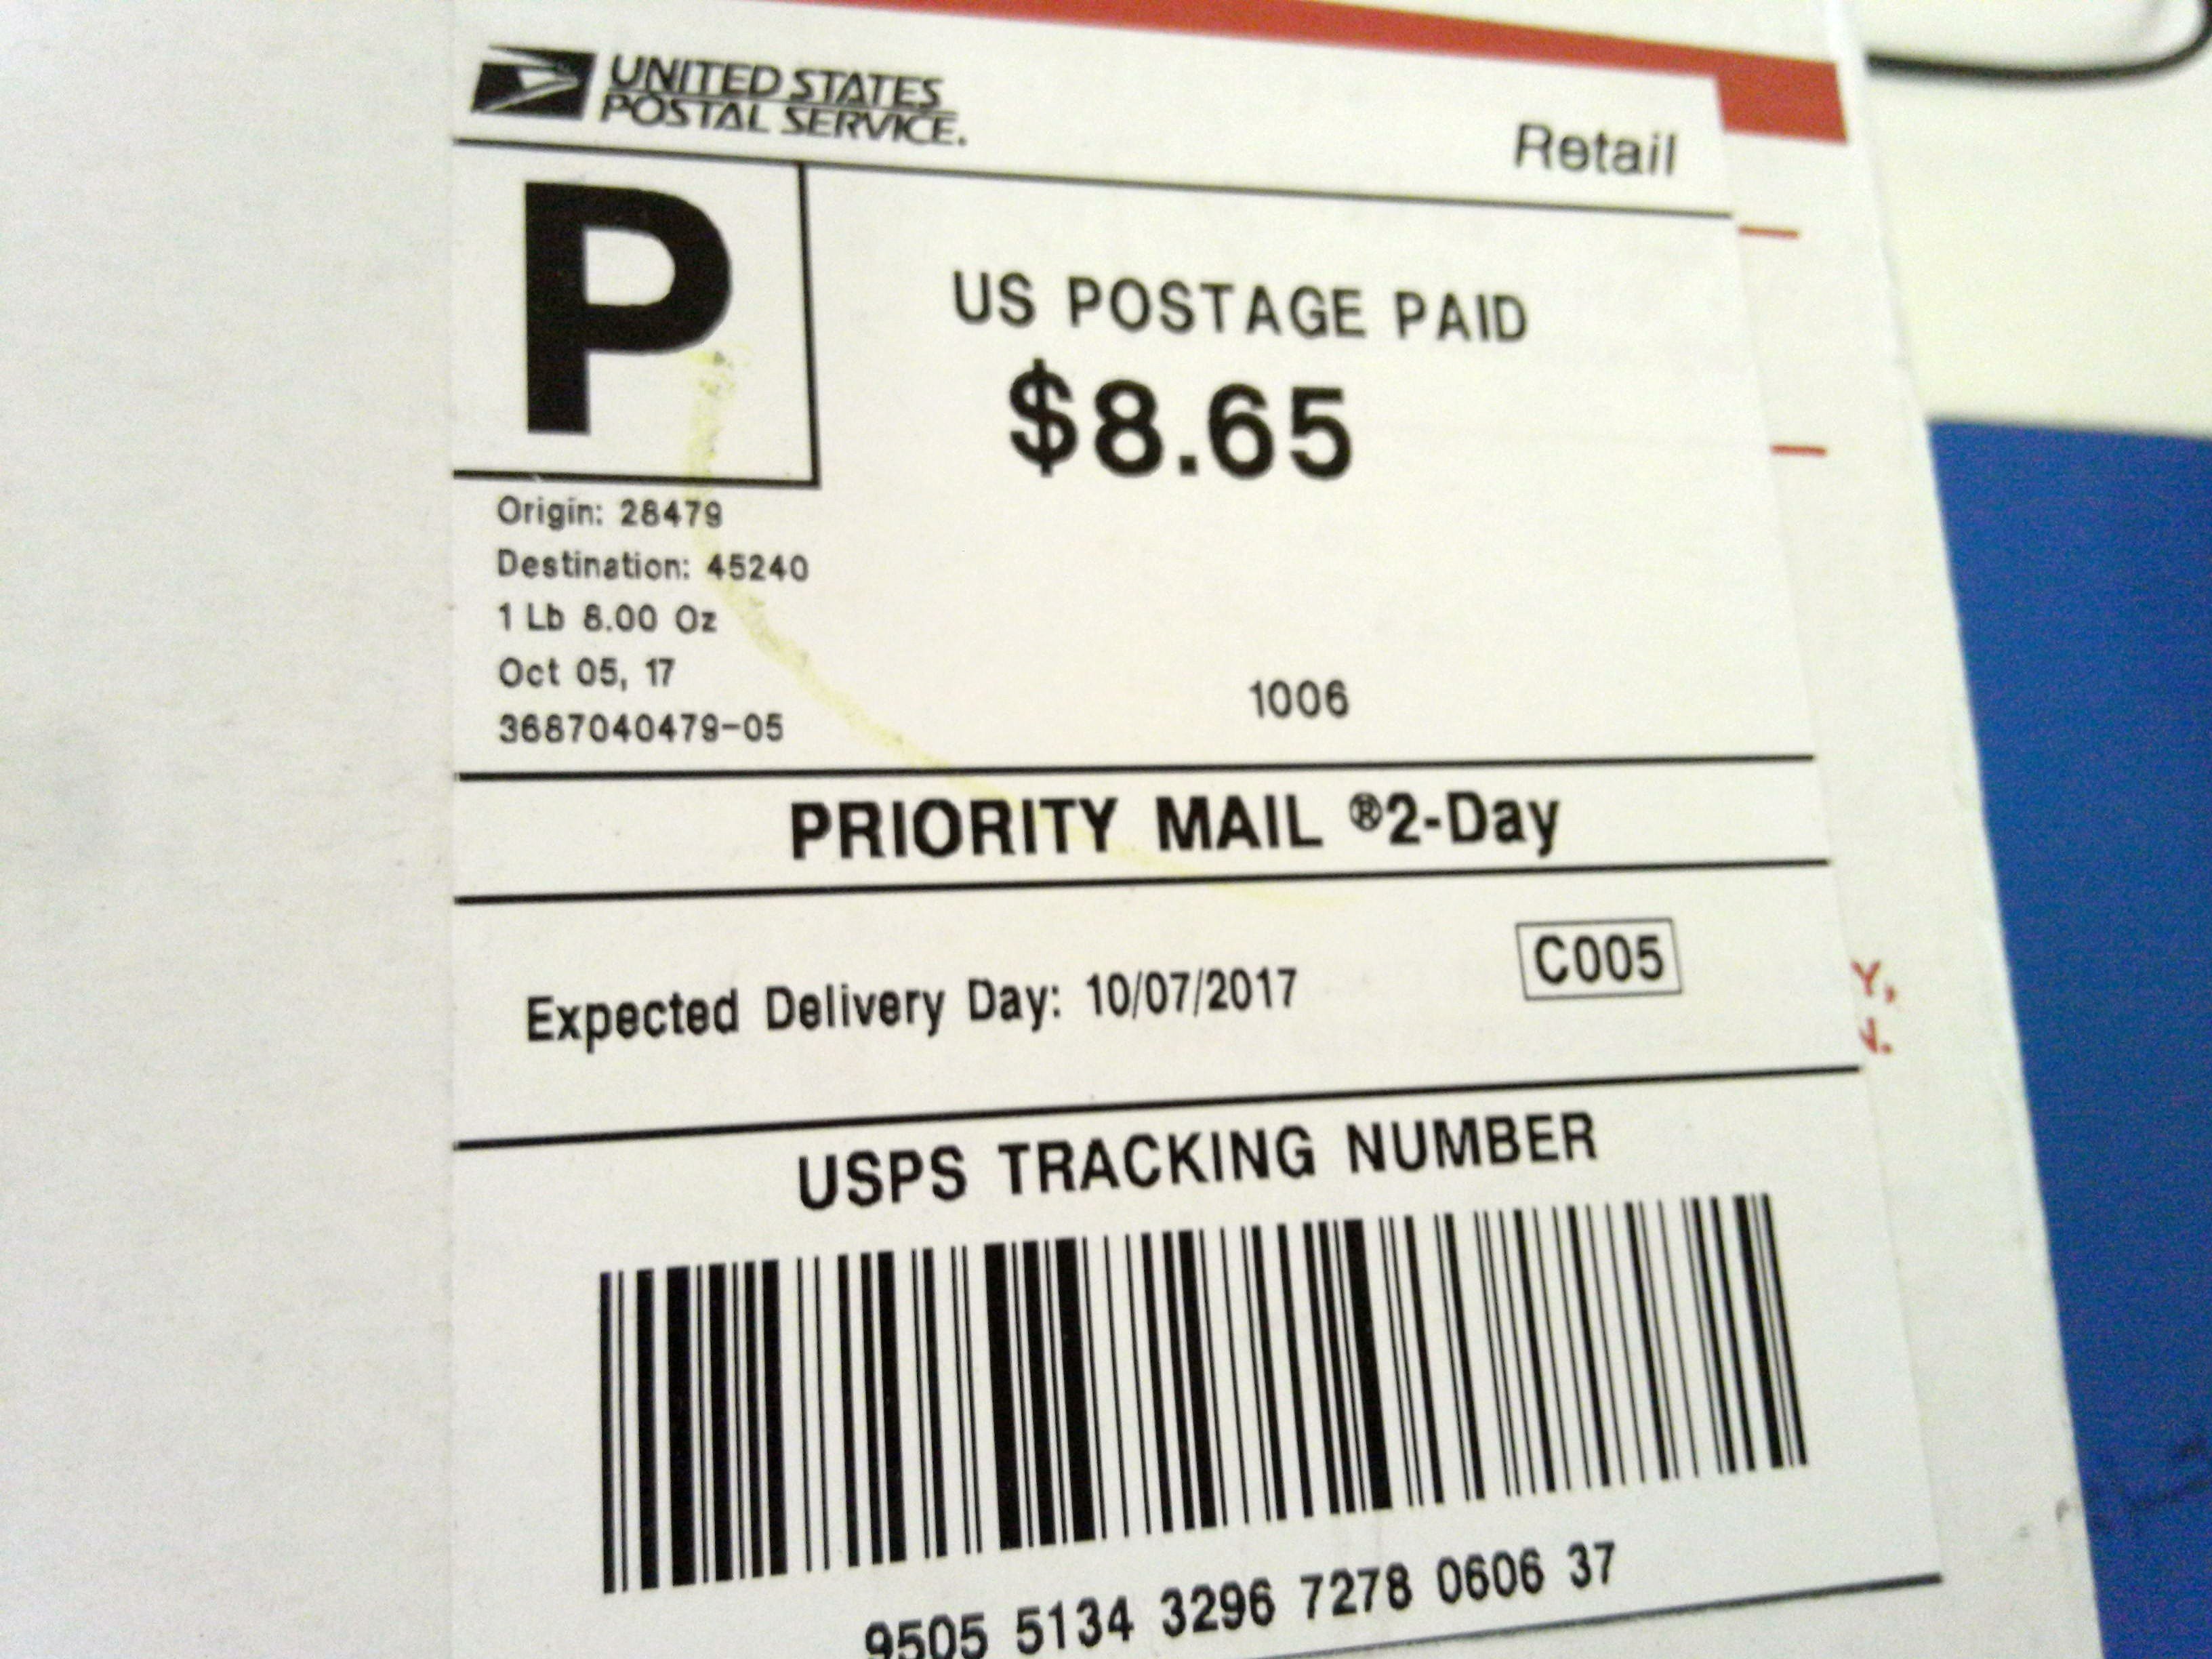 UNITED STATES
POSTAL SERVICE.
Retail
P
US POSTAGE PAID
$8.65
Origin: 28479
Destination: 45240
1 Lb 8.00 Oz
Oct 05, 17
3687040479-05
1006
PRIORITY MAIL ®2-Day
Expected Delivery Day: 10/07/2017
C005
Y,
N.
USPS TRACKING NUMBER
9505 5134 3296 7278 0606 37